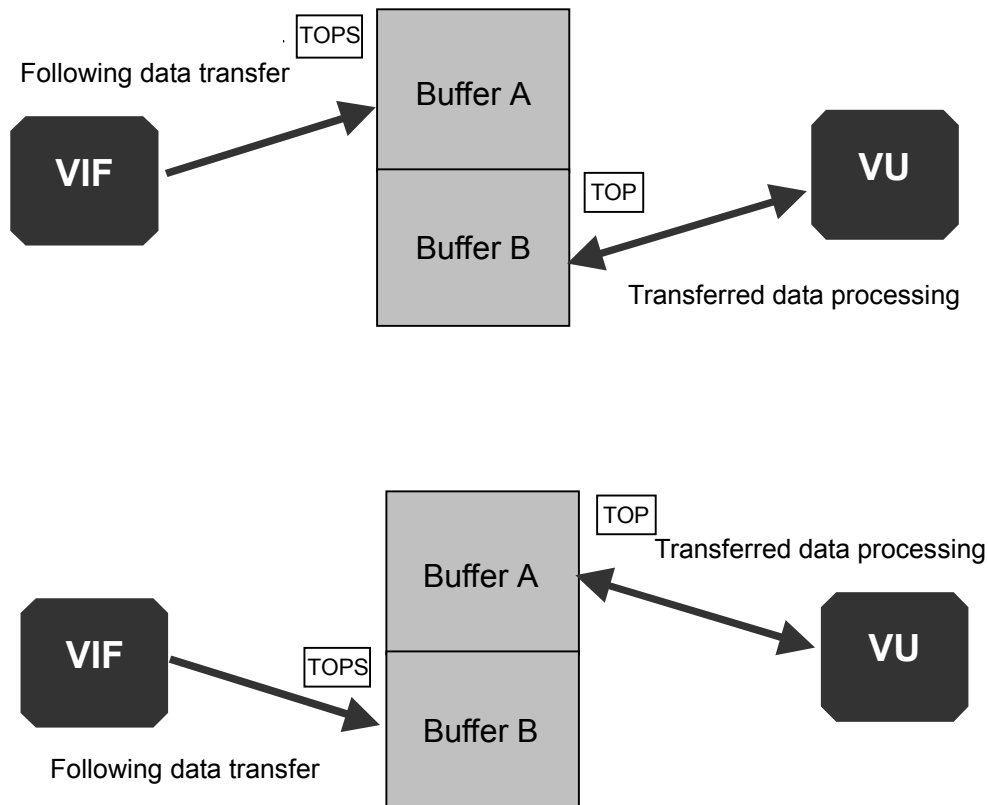 TOPS
Following data transfer
Buffer A
VIF
VU
TOP
Buffer B
Transferred data processing
TOP
Transferred data processing
Buffer A
VIF
VU
TOPS
Buffer B
Following data transfer